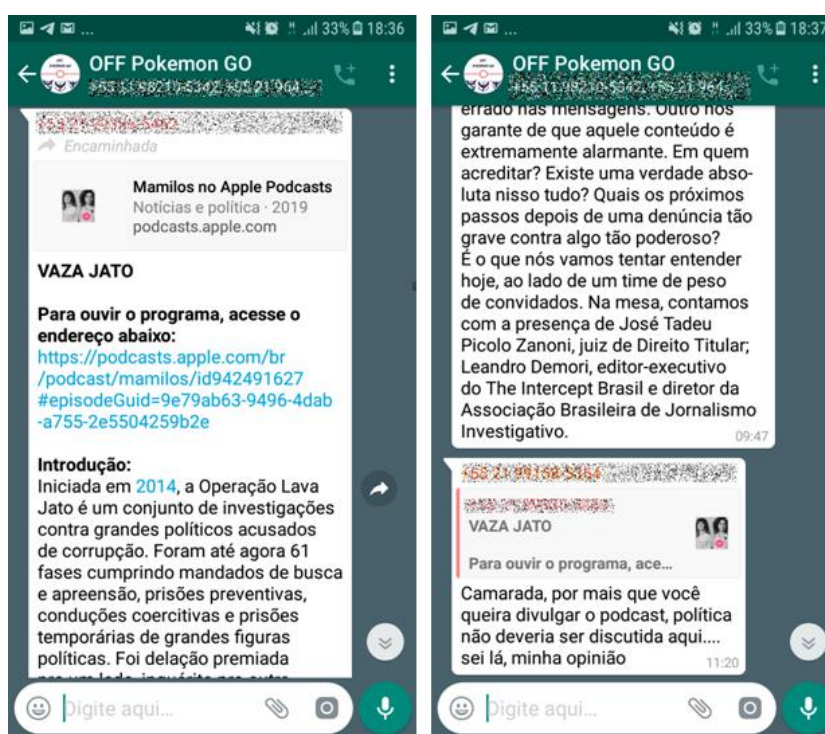 ... 33% 18:36
OFF Pokemon GO
Encaminhada
Mamilos no Apple Podcasts
Notícias e política · 2019
podcasts.apple.com
VAZA JATO
Para ouvir o programa, acesse o
endereço abaixo:
https://podcasts.apple.com/br
/podcast/mamilos/id942491627
#episodeGuid=9e79ab63-9496-4dab
-a755-2e5504259b2e
Introdução:
Iniciada em 2014, a Operação Lava
Jato é um conjunto de investigações
contra grandes políticos acusados
de corrupção. Foram até agora 61
fases cumprindo mandados de busca
e apreensão, prisões preventivas,
conduções coercitivas e prisões
temporárias de grandes figuras
políticas. Foi delação premiada
Digite aqui...
... 33% 18:37
OFF Pokemon GO
errado nas mensagens. Outro nos
garante de que aquele conteúdo é
extremamente alarmante. Em quem
acreditar? Existe uma verdade abso-
luta nisso tudo? Quais os próximos
passos depois de uma denúncia tão
grave contra algo tão poderoso?
É o que nós vamos tentar entender
hoje, ao lado de um time de peso
de convidados. Na mesa, contamos
com a presença de José Tadeu
Picolo Zanoni, juiz de Direito Titular;
Leandro Demori, editor-executivo
do The Intercept Brasil e diretor da
Associação Brasileira de Jornalismo
Investigativo.
09:47
VAZA JATO
Para ouvir o programa, ace...
Camarada, por mais que você
queira divulgar o podcast, política
não deveria ser discutida aqui....
sei lá, minha opinião
11:20
Digite aqui...